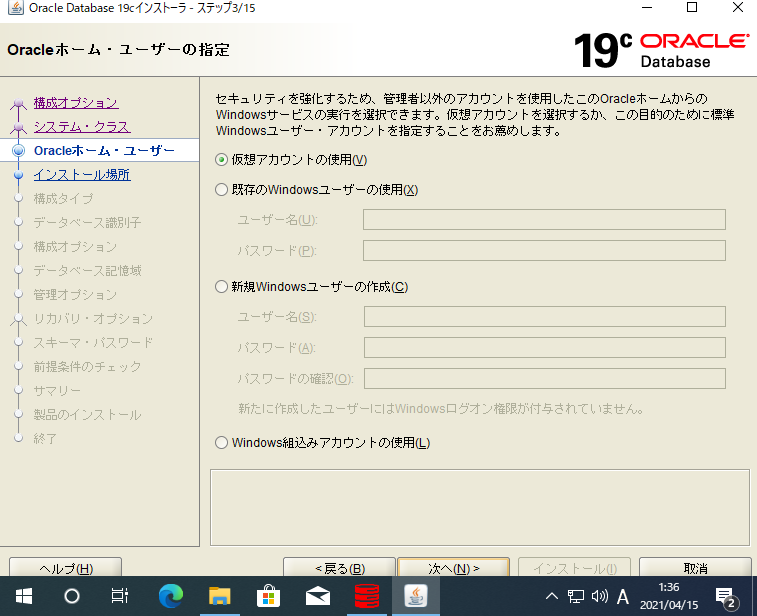 Oracle Database 19cインストーラ - ステップ3/15
Oracleホーム・ユーザーの指定
19c ORACLE
Database
構成オプション
システム・クラス
Oracleホーム・ユーザー
インストール場所
構成タイプ
データベース識別子
構成オプション
データベース記憶域
管理オプション
リカバリ・オプション
スキーマ・パスワード
前提条件のチェック
サマリー
製品のインストール
終了
セキュリティを強化するため、管理者以外のアカウントを使用したこのOracleホームからの
Windowsサービスの実行を選択できます。仮想アカウントを選択するか、この目的のために標準
Windowsユーザー・アカウントを指定することをお薦めします。
仮想アカウントの使用(V)
既存のWindowsユーザーの使用(X)
ユーザー名(U):
パスワード(P):
新規Windowsユーザーの作成(C)
ユーザー名(S):
パスワード(A):
パスワードの確認(O):
新たに作成したユーザーにはWindowsログオン権限が付与されていません。
Windows組込みアカウントの使用(L)
ヘルプ(H)
<戻る(B)
次へ(N)>
インストール(I)
取消
A
1:36
2021/04/15
2